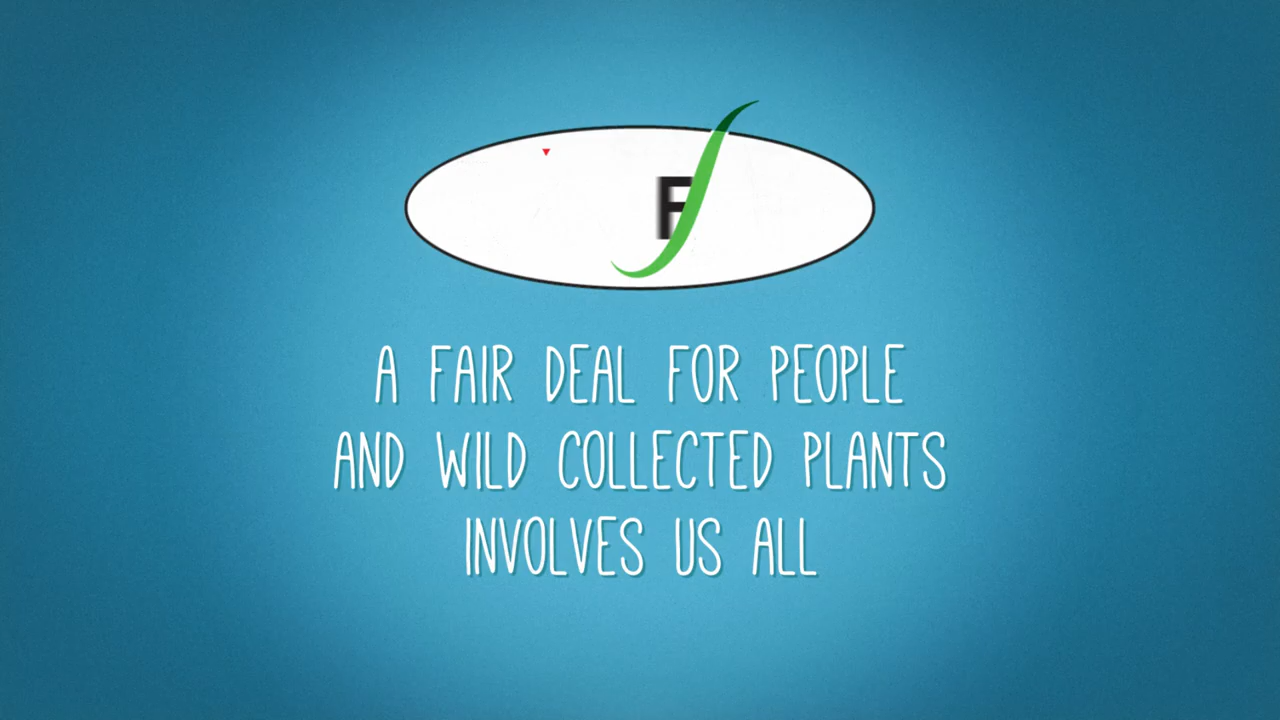 F
A FAIR DEAL FOR PEOPLE
AND WILD COLLECTED PLANTS
INVOLVES US ALL